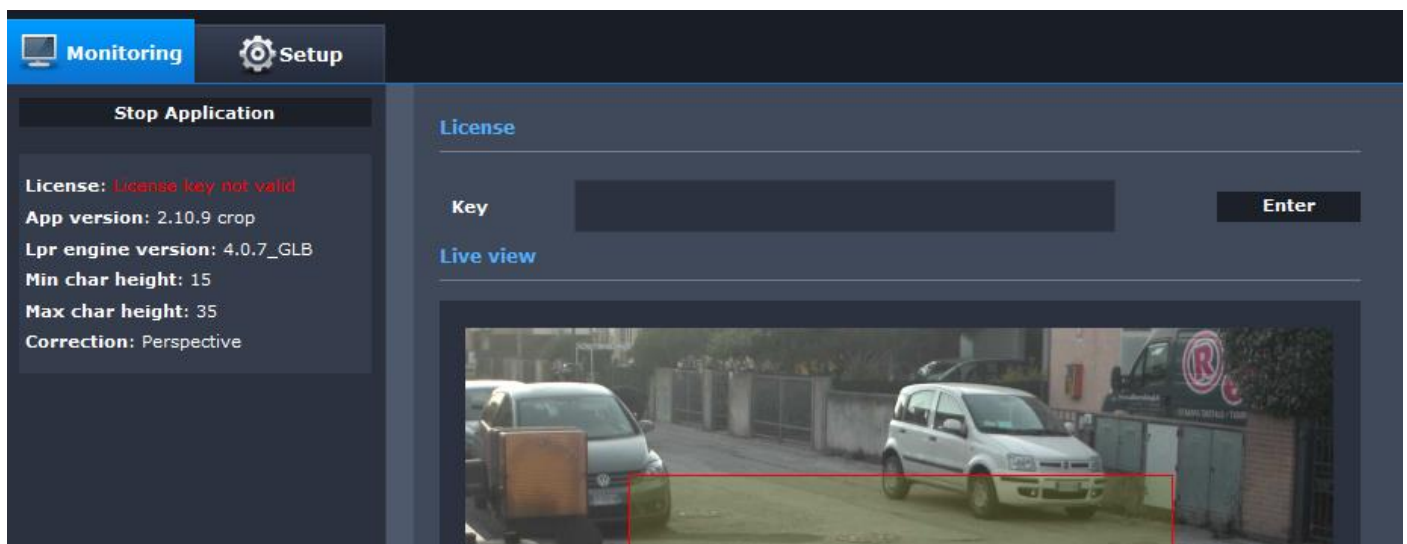 Monitoring
Setup
Stop Application
License: License key not valid
App version: 2.10.9 crop
Lpr engine version: 4.0.7_GLB
Min char height: 15
Max char height: 35
Correction: Perspective
License
Key
Enter
Live view
R